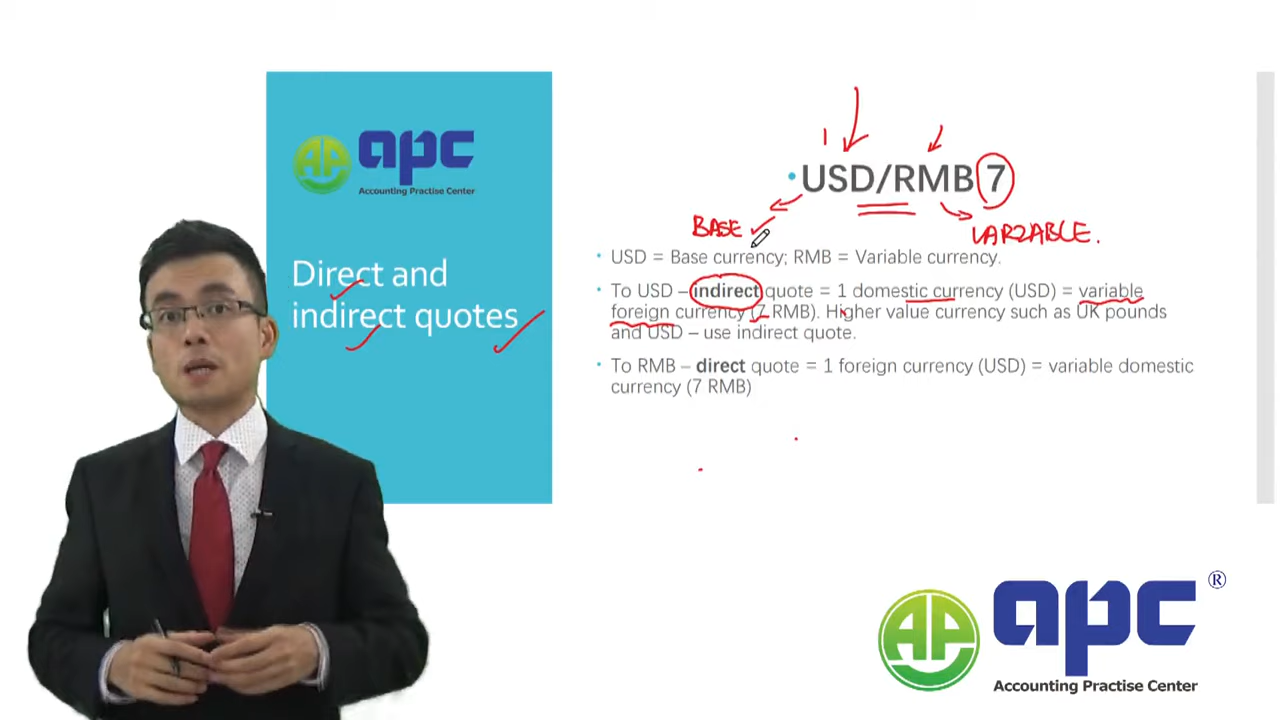 apc
Accounting Practise Center
Direct and
indirect quotes
1
•USD/RMB 7
BASE
VARIABLE.
• USD = Base currency; RMB = Variable currency.
• To USD – indirect quote = 1 domestic currency (USD) = variable
foreign currency (7 RMB). Higher value currency such as UK pounds
and USD – use indirect quote.
• To RMB – direct quote = 1 foreign currency (USD) = variable domestic
currency (7 RMB)
AP apc ®
Accounting Practise Center